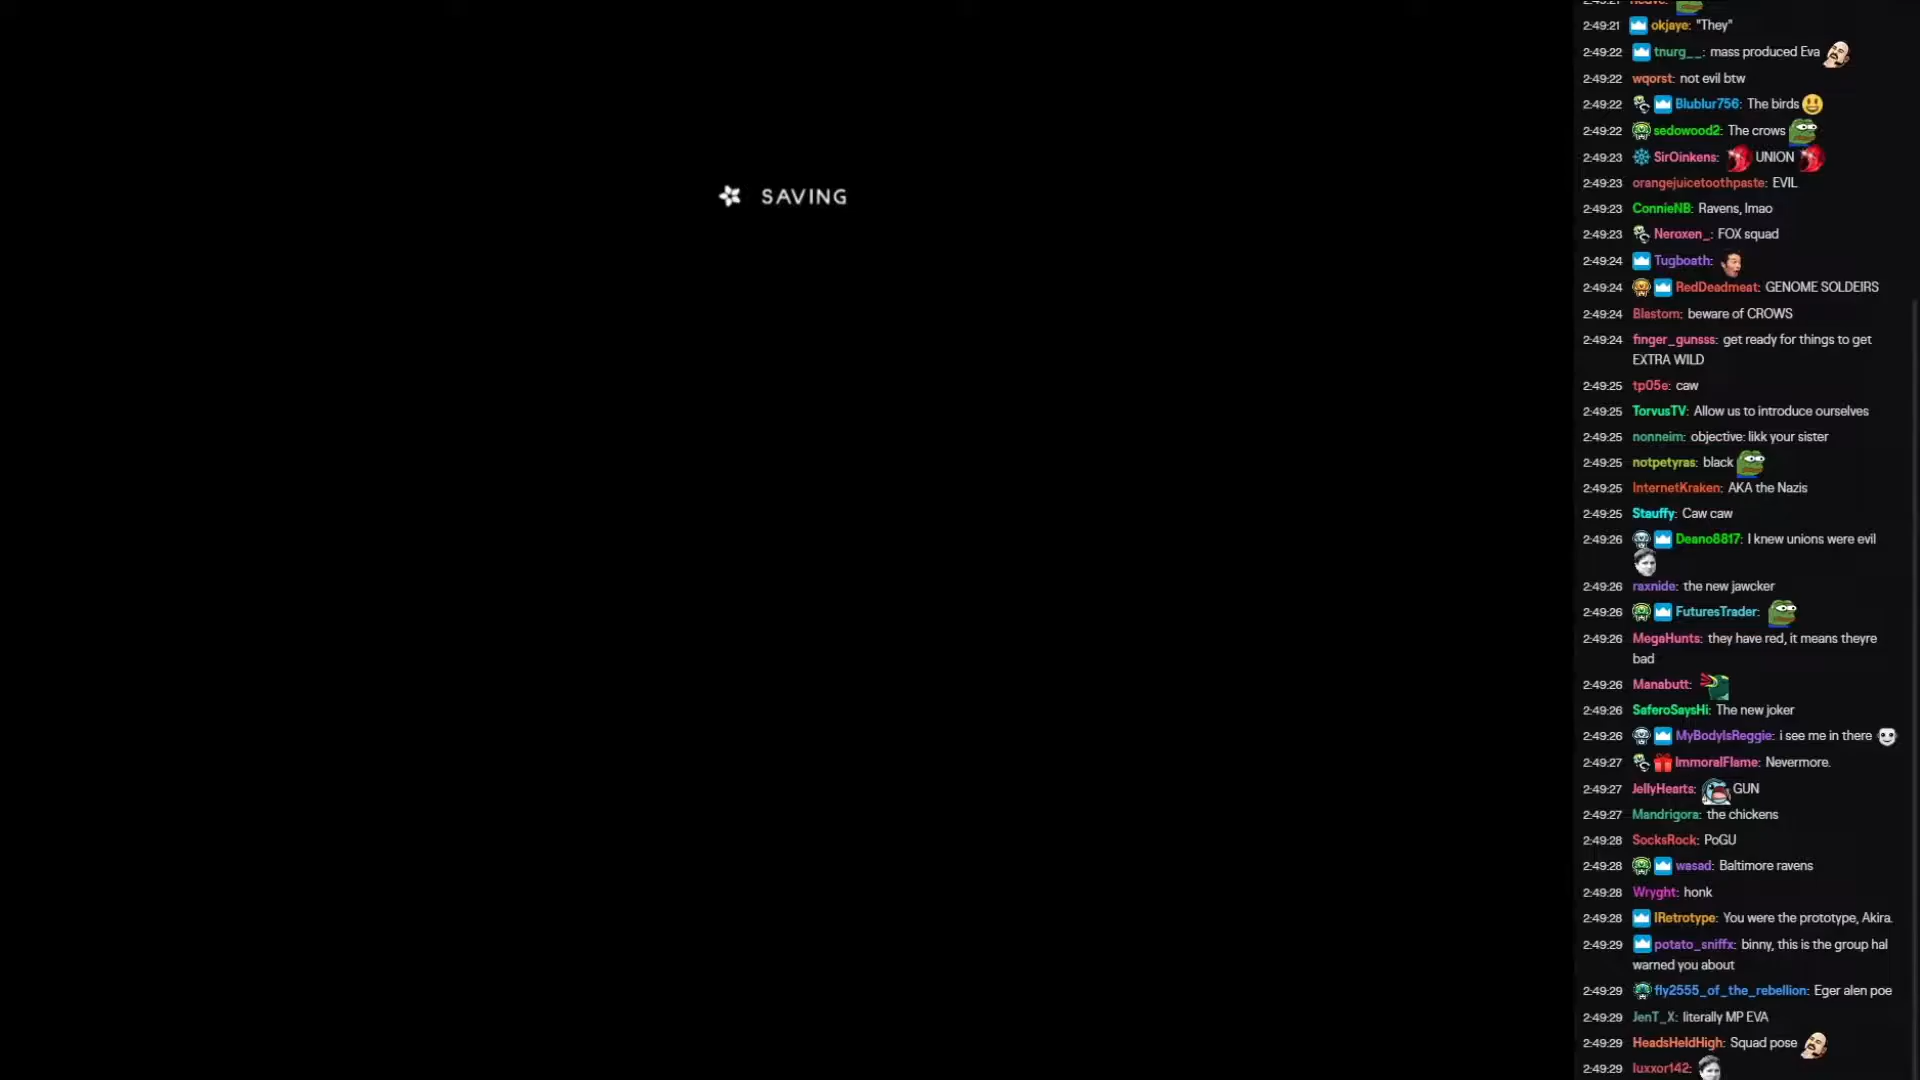 SAVING
2:49:21 okjaye: "They"
2:49:22 tnurg__: mass produced Eva
2:49:22 wqorst: not evil btw
2:49:22 Blublur756: The birds
2:49:22 sedowood2: The crows
2:49:23 SirOinkens: UNION
2:49:23 orangejuicetoothpaste: EVIL
2:49:23 ConnieNB: Ravens, lmao
2:49:23 Neroxen_: FOX squad
2:49:24 Tugboath:
2:49:24 RedDeadmeat: GENOME SOLDEIRS
2:49:24 Blastom: beware of CROWS
2:49:24 finger_gunsss: get ready for things to get
EXTRA WILD
2:49:25 tp05e: caw
2:49:25 TorvusTV: Allow us to introduce ourselves
2:49:25 nonneim: objective: likk your sister
2:49:25 notpetyras: black
2:49:25 InternetKraken: AKA the Nazis
2:49:25 Stauffy: Caw caw
2:49:26 Deano8817: I knew unions were evil
2:49:26 raxnide: the new jawcker
2:49:26 FuturesTrader:
2:49:26 MegaHunts: they have red, it means theyre
bad
2:49:26 Manabutt:
2:49:26 SaferoSaysHi: The new joker
2:49:26 MyBodyIsReggie: i see me in there
2:49:27 ImmoralFlame: Nevermore.
2:49:27 JellyHearts: GUN
2:49:27 Mandrigora: the chickens
2:49:28 SocksRock: PoGU
2:49:28 wasad: Baltimore ravens
2:49:28 Wryght: honk
2:49:28 IRetrotype: You were the prototype, Akira.
2:49:29 potato_sniffx: binny, this is the group hal
warned you about
2:49:29 fly2555_of_the_rebellion: Eger alen poe
2:49:29 JenT_X: literally MP EVA
2:49:29 HeadsHeldHigh: Squad pose
2:49:29 luxxor142: